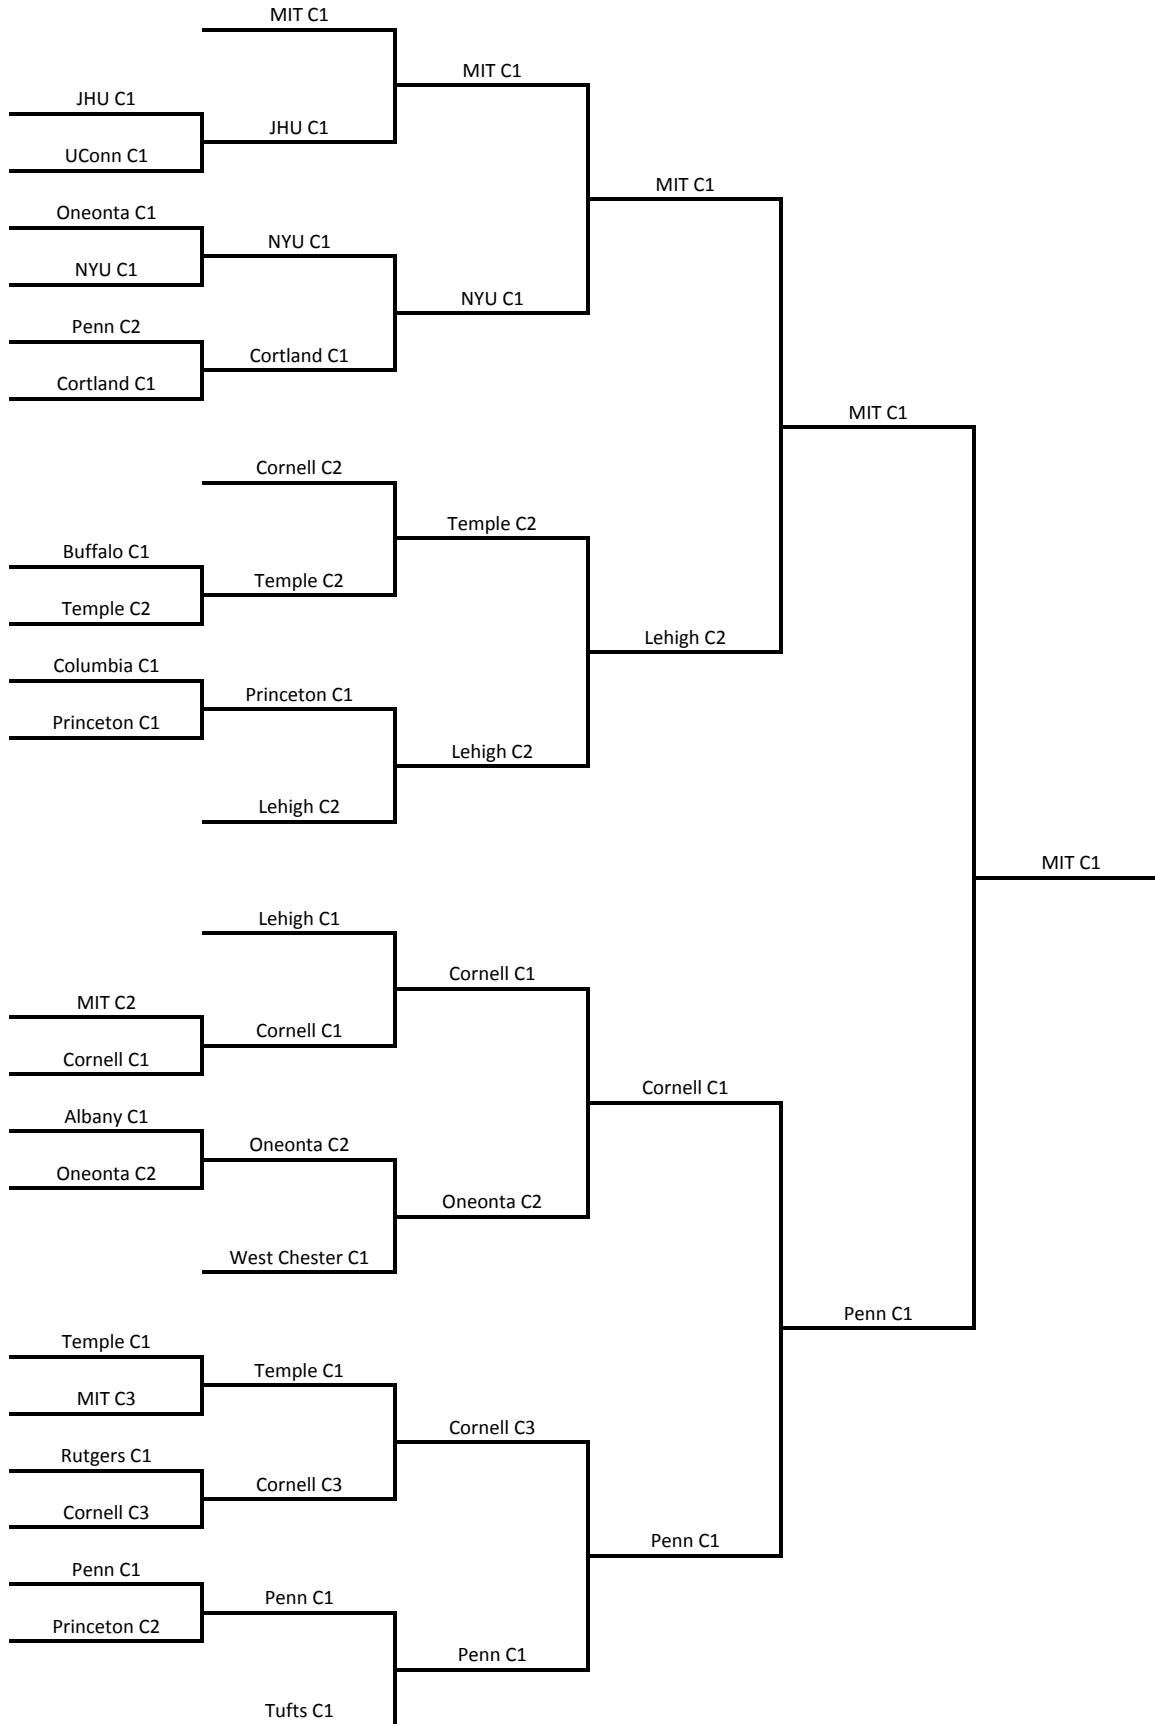 MIT C1
MIT C1
JHU C1
JHU C1
UConn C1
MIT C1
Oneonta C1
NYU C1
NYU C1
NYU C1
Penn C2
Cortland C1
Cortland C1
MIT C1
Cornell C2
Temple C2
Buffalo C1
Temple C2
Temple C2
Lehigh C2
Columbia C1
Princeton C1
Princeton C1
Lehigh C2
Lehigh C2
MIT C1
Lehigh C1
Cornell C1
MIT C2
Cornell C1
Cornell C1
Cornell C1
Albany C1
Oneonta C2
Oneonta C2
Oneonta C2
West Chester C1
Penn C1
Temple C1
Temple C1
MIT C3
Cornell C3
Rutgers C1
Cornell C3
Cornell C3
Penn C1
Penn C1
Penn C1
Princeton C2
Penn C1
Tufts C1